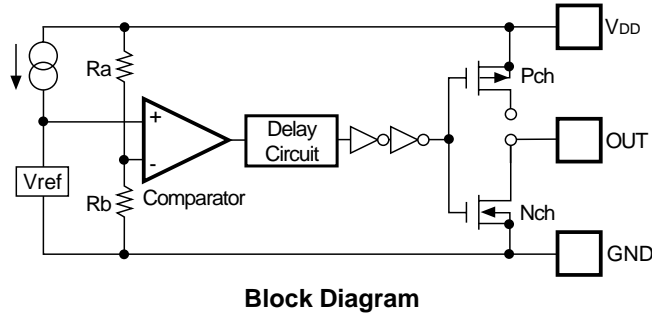 VDD
Ra
Pch
+
Delay
Circuit
OUT
-
Vref
Comparator
Rb
Nch
GND
Block Diagram